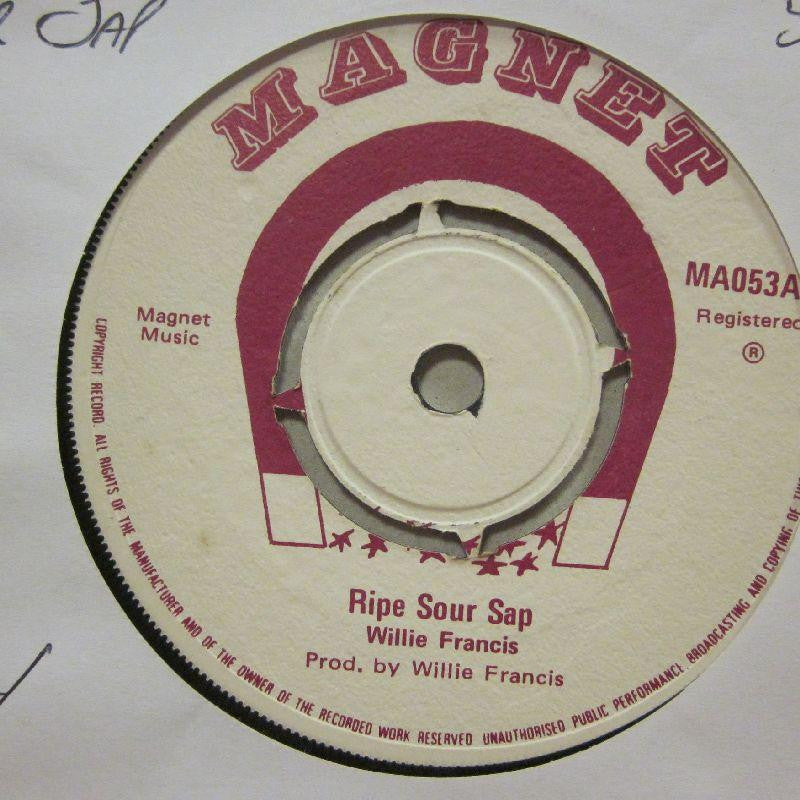 Sap
MAGNET
MA053A
Registered
®
Magnet
Music
Ripe Sour Sap
Willie Francis
Prod. by Willie Francis
COPYRIGHT RECORD. ALL RIGHTS OF THE MANUFACTURER AND OF THE OWNER OF THE RECORDED WORK RESERVED UNAUTHORISED PUBLIC PERFORMANCE BROADCASTING AND COPYING OF